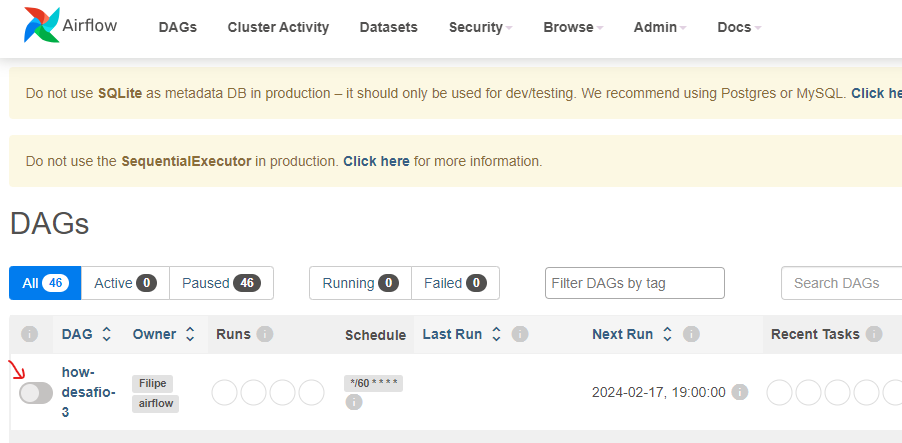 Airflow DAGs Cluster Activity Datasets Security Browse Admin Docs
Do not use SQLite as metadata DB in production – it should only be used for dev/testing. We recommend using Postgres or MySQL. Click he
Do not use the SequentialExecutor in production. Click here for more information.
DAGs
All 46 Active 0 Paused 46 Running 0 Failed 0 Filter DAGs by tag Search DAGs
i DAG Owner Runs i Schedule Last Run i Next Run i Recent Tasks i
how-
desafio-
3
Filipe
airflow
*/60 * * * *
i
2024-02-17, 19:00:00 i